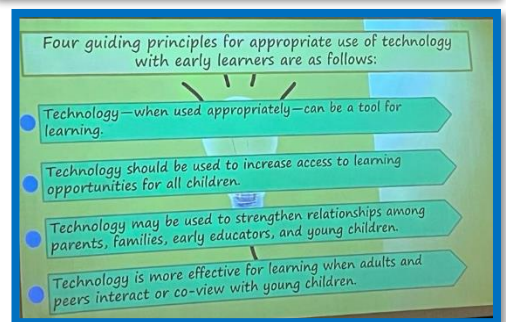 Four guiding principles for appropriate use of technology
with early learners are as follows:
Technology—when used appropriately—can be a tool for
learning.
Technology should be used to increase access to learning
opportunities for all children.
Technology may be used to strengthen relationships among
parents, families, early educators, and young children.
Technology is more effective for learning when adults and
peers interact or co-view with young children.